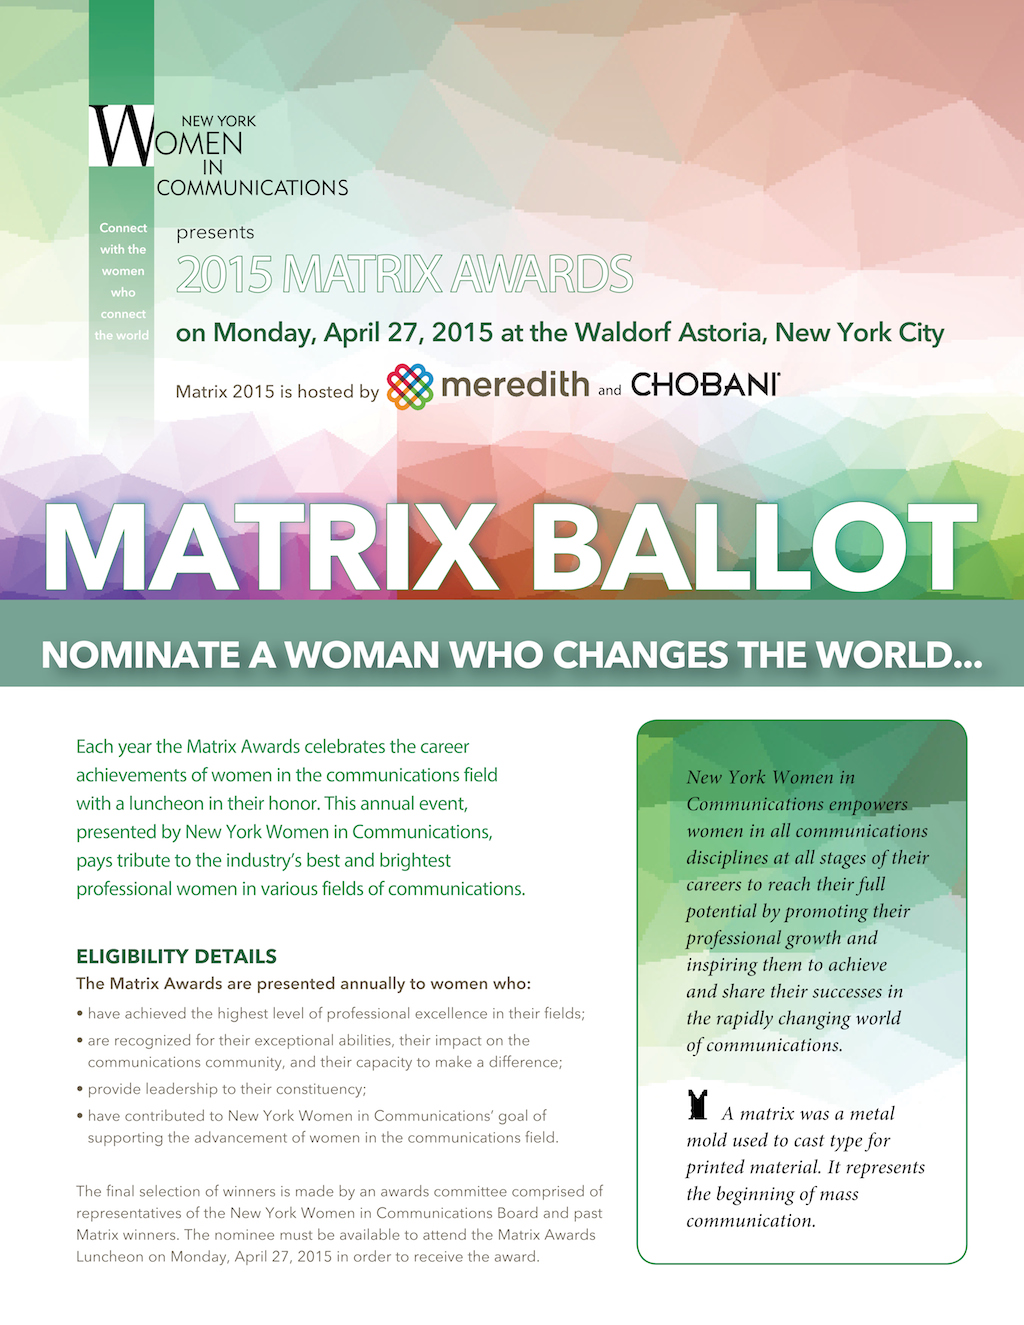 NEW YORK
WOMEN
IN
COMMUNICATIONS
Connect
with the
women
who
connect
the world
presents
2015 MATRIX AWARDS
on Monday, April 27, 2015 at the Waldorf Astoria, New York City
Matrix 2015 is hosted by meredith and CHOBANI
MATRIX BALLOT
NOMINATE A WOMAN WHO CHANGES THE WORLD...
Each year the Matrix Awards celebrates the career
achievements of women in the communications field
with a luncheon in their honor. This annual event,
presented by New York Women in Communications,
pays tribute to the industry's best and brightest
professional women in various fields of communications.
ELIGIBILITY DETAILS
The Matrix Awards are presented annually to women who:
• have achieved the highest level of professional excellence in their fields;
• are recognized for their exceptional abilities, their impact on the
communications community, and their capacity to make a difference;
• provide leadership to their constituency;
• have contributed to New York Women in Communications' goal of
supporting the advancement of women in the communications field.
The final selection of winners is made by an awards committee comprised of
representatives of the New York Women in Communications Board and past
Matrix winners. The nominee must be available to attend the Matrix Awards
Luncheon on Monday, April 27, 2015 in order to receive the award.
New York Women in
Communications empowers
women in all communications
disciplines at all stages of their
careers to reach their full
potential by promoting their
professional growth and
inspiring them to achieve
and share their successes in
the rapidly changing world
of communications.
A matrix was a metal
mold used to cast type for
printed material. It represents
the beginning of mass
communication.